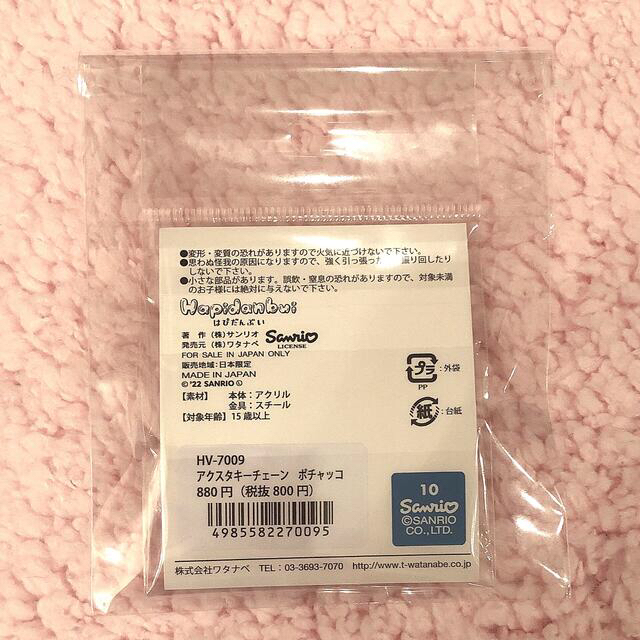 ●変形・変質の恐れがありますので火気に近づけないで下さい。
●思わぬ怪我の原因になりますので、強く引っ張っ 振り回したり
しないで下さい。
●小さな部品があります。誤飲・窒息の恐れがありますので、対象未満
のお子様には絶対に与えないで下さい。
Hapidanbui
はぴだんぶい
著 作 (株)サンリオ
発売元 (株)ワタナベ
Sanrio
LICENSE
FOR SALE IN JAPAN ONLY
販売地域:日本限定
MADE IN JAPAN
©'22 SANRIO Ⓛ
【素材】 本体:アクリル
金具:スチール
【対象年齢】15歳以上
プラ :外袋
PP
紙 :台紙
HV-7009
アクスタキーチェーン ポチャッコ
880円(税抜800円)
4985582270095
10
Sanrio
©SANRIO
CO.,LTD.
株式会社ワタナベ TEL:03-3693-7070 http://www.t-watanabe.co.jp